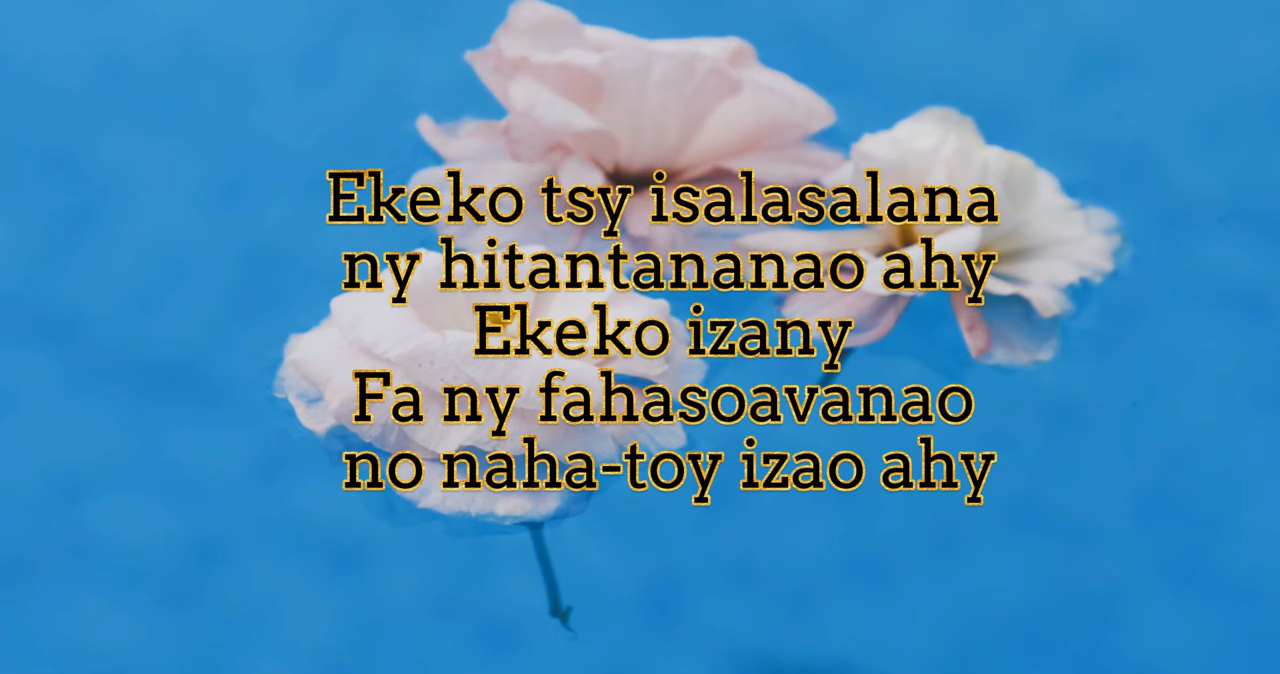 Ekeko tsy isalasalana
ny hitantananao ahy
Ekeko izany
Fa ny fahasoavanao
no naha-toy izao ahy